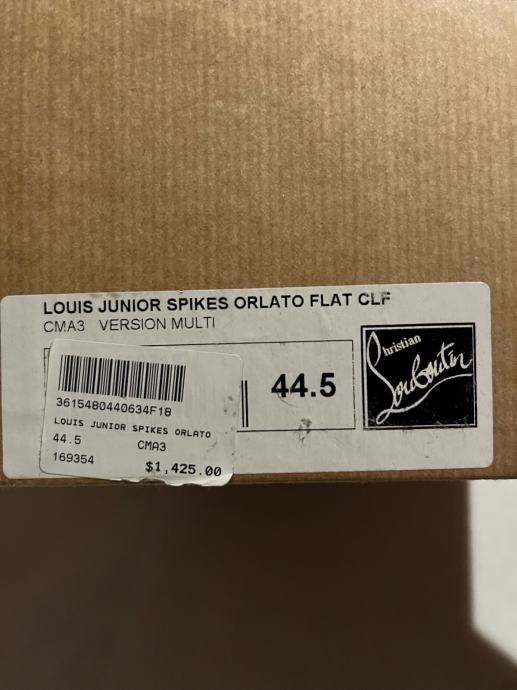 LOUIS JUNIOR SPIKES ORLATO FLAT CLF
CMA3 VERSION MULTI
44.5
Christian
Louboutin
3615480440634F18
LOUIS JUNIOR SPIKES ORLATO
44.5 CMA3
169354 $1,425.00